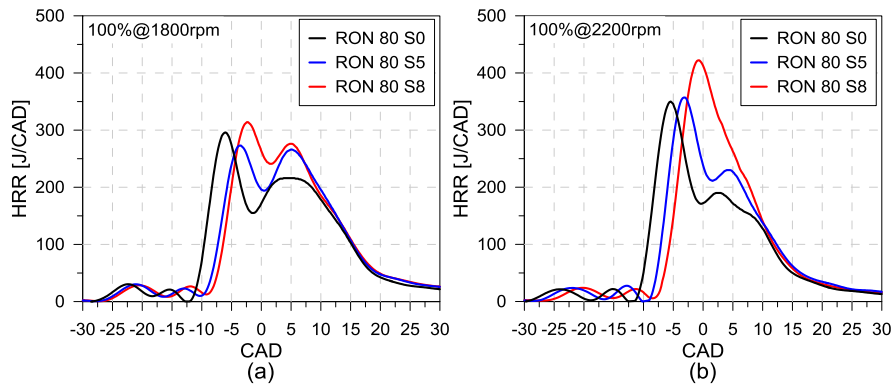 100%@1800rpm
RON 80 S0
RON 80 S5
RON 80 S8
HRR [J/CAD]
500
400
300
200
100
0
-30 -25 -20 -15 -10 -5 0 5 10 15 20 25 30
CAD
(a)
100%@2200rpm
RON 80 S0
RON 80 S5
RON 80 S8
HRR [J/CAD]
500
400
300
200
100
0
-30 -25 -20 -15 -10 -5 0 5 10 15 20 25 30
CAD
(b)